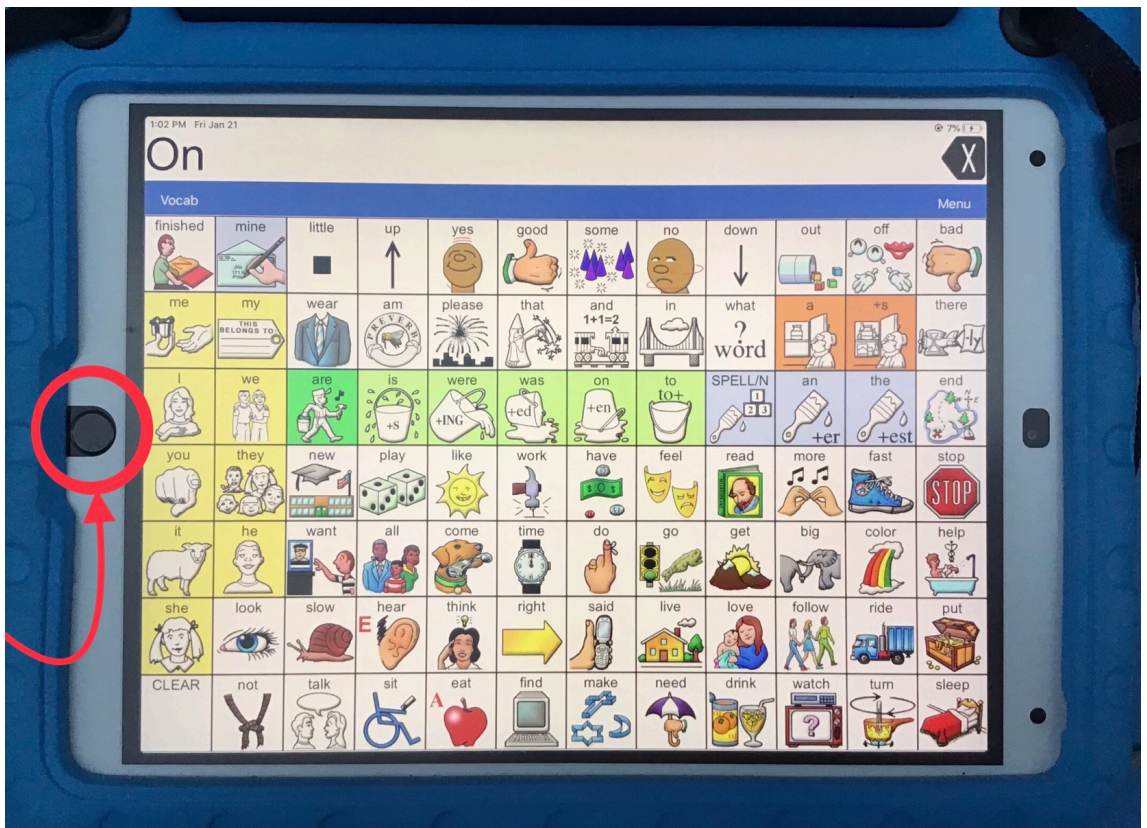 1:02 PM Fri Jan 21 7%
On X
Vocab Menu
finished mine little up yes good some no down out off bad
me my wear am please that and in what a +s there
THIS BELONGS TO PREVERB 1+1=2 ? word -ly
I we are is were was on to SPELL/N an the end
+s +ING +ed +en to+ 1 2 3 +er +est N E
you they new play like work have feel read more fast stop
STOP
it he want all come time do go get big color help
she look slow hear think right said live love follow ride put
E
CLEAR not talk sit eat find make need drink watch turn sleep
A ?